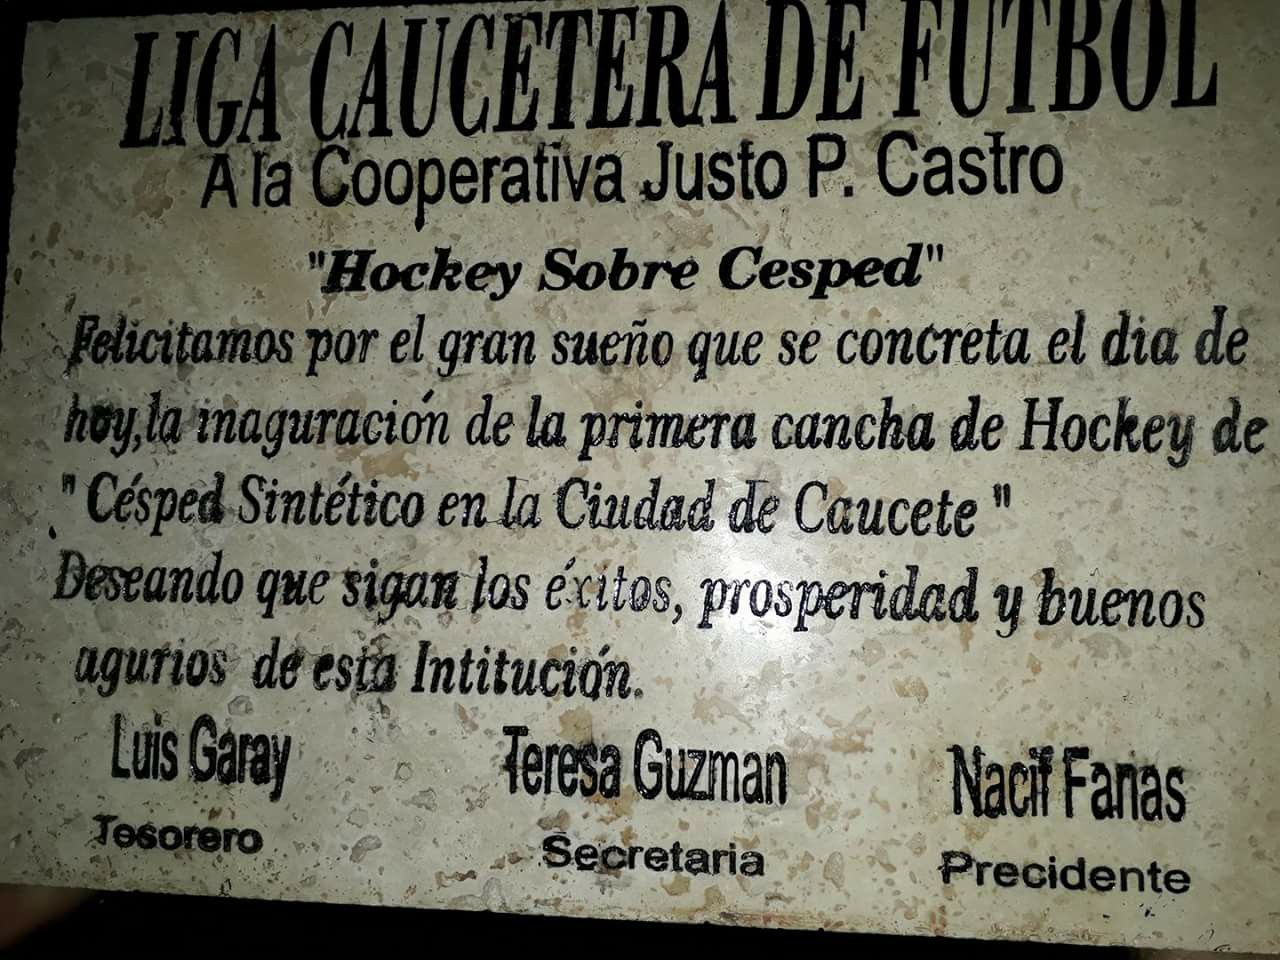 LIGA CAUCETERA DE FUTBOL
A la Cooperativa Justo P. Castro
"Hockey Sobre Cesped"
Felicitamos por el gran sueño que se concreta el dia de
hoy,la inaguración de la primera cancha de Hockey de
" Césped Sintético en la Ciudad de Caucete "
Deseando que sigan los éxitos, prosperidad y buenos
agurios de esta Intitución.
Luis Garay Teresa Guzman Nacif Fanas
Tesorero Secretaria Precidente